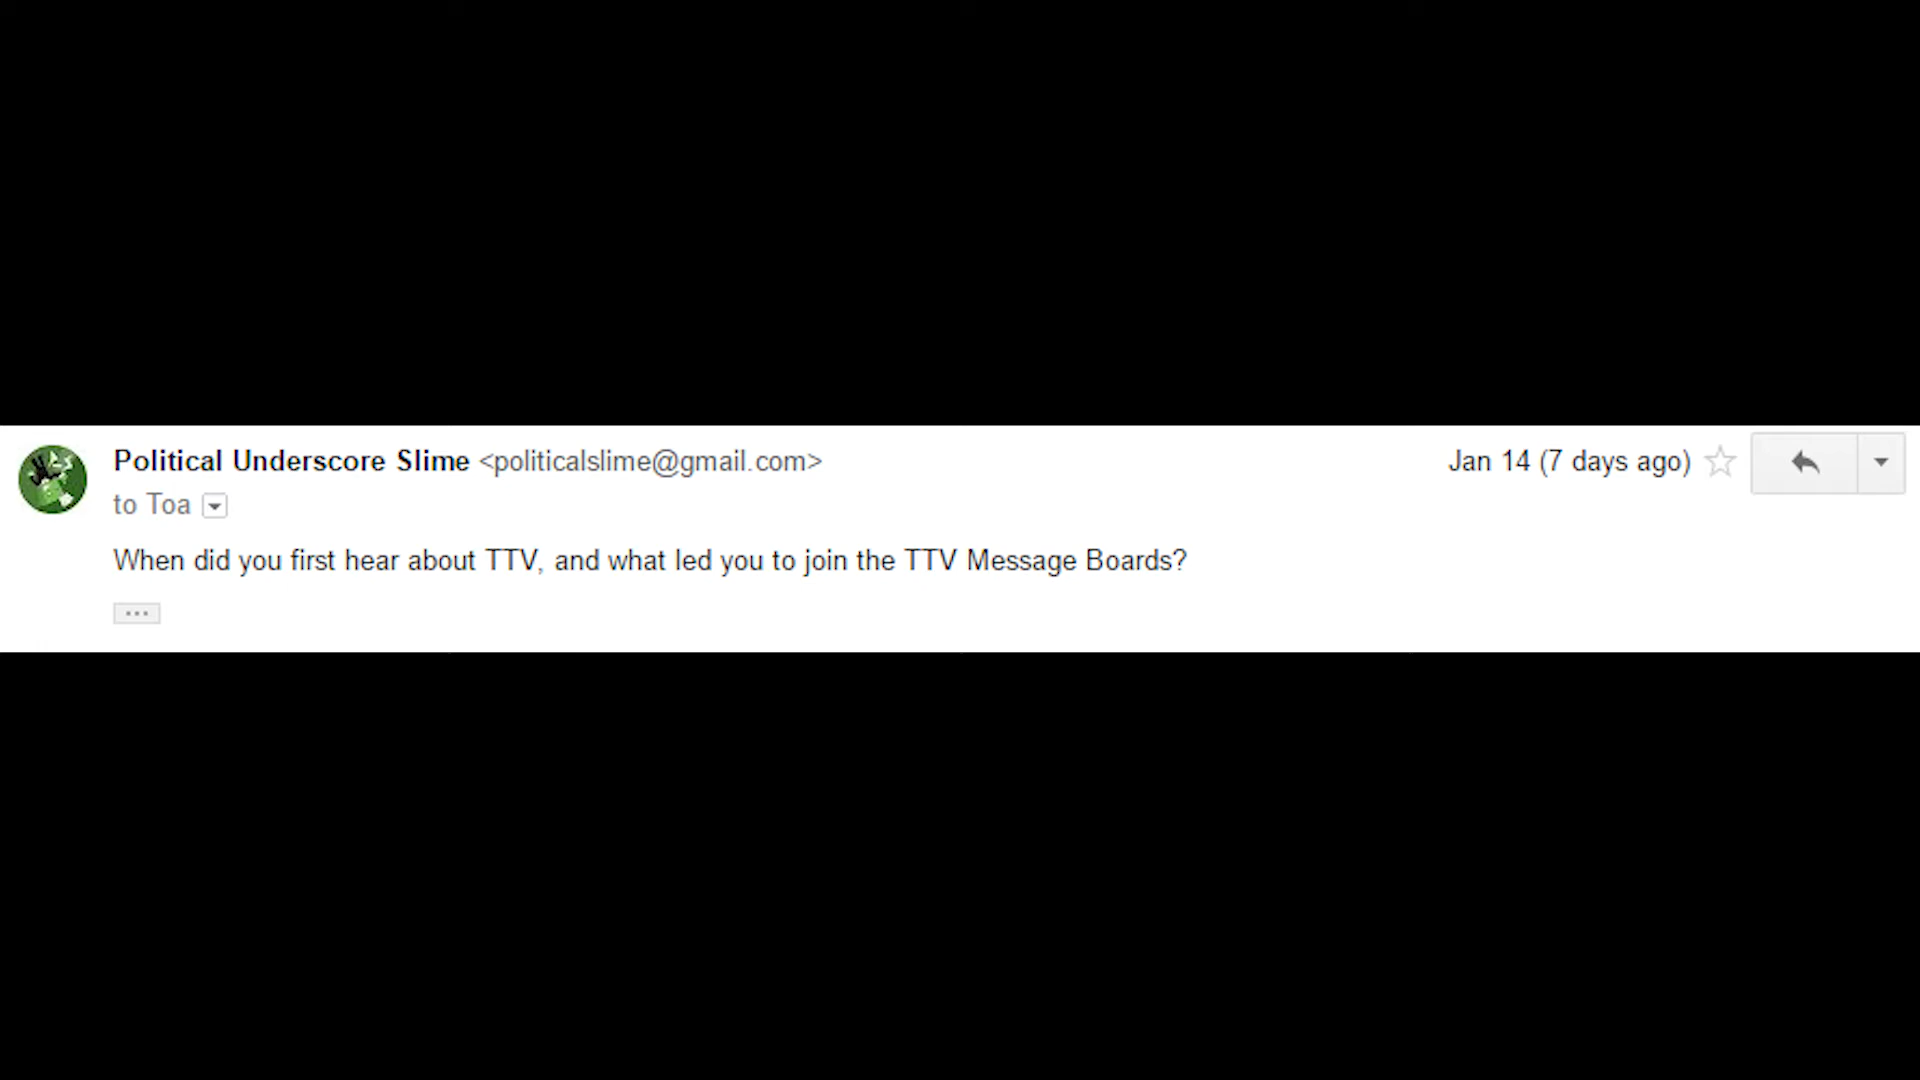 Political Underscore Slime <politicalslime@gmail.com> Jan 14 (7 days ago)
to Toa
When did you first hear about TTV, and what led you to join the TTV Message Boards?